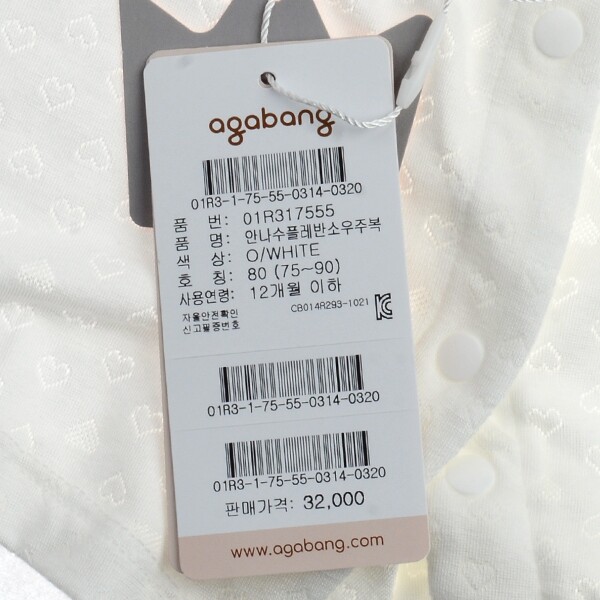 agabang
01R3-1-75-55-0314-0320
품 번: 01R317555
품 명: 안나수플레반소우주복
색 상: O/WHITE
호 칭: 80 (75~90)
사용연령: 12개월 이하
자율안전확인 CB014R293-1021
신고필증번호
01R3-1-75-55-0314-0320
01R3-1-75-55-0314-0320
판매가격: 32,000
www.agabang.com